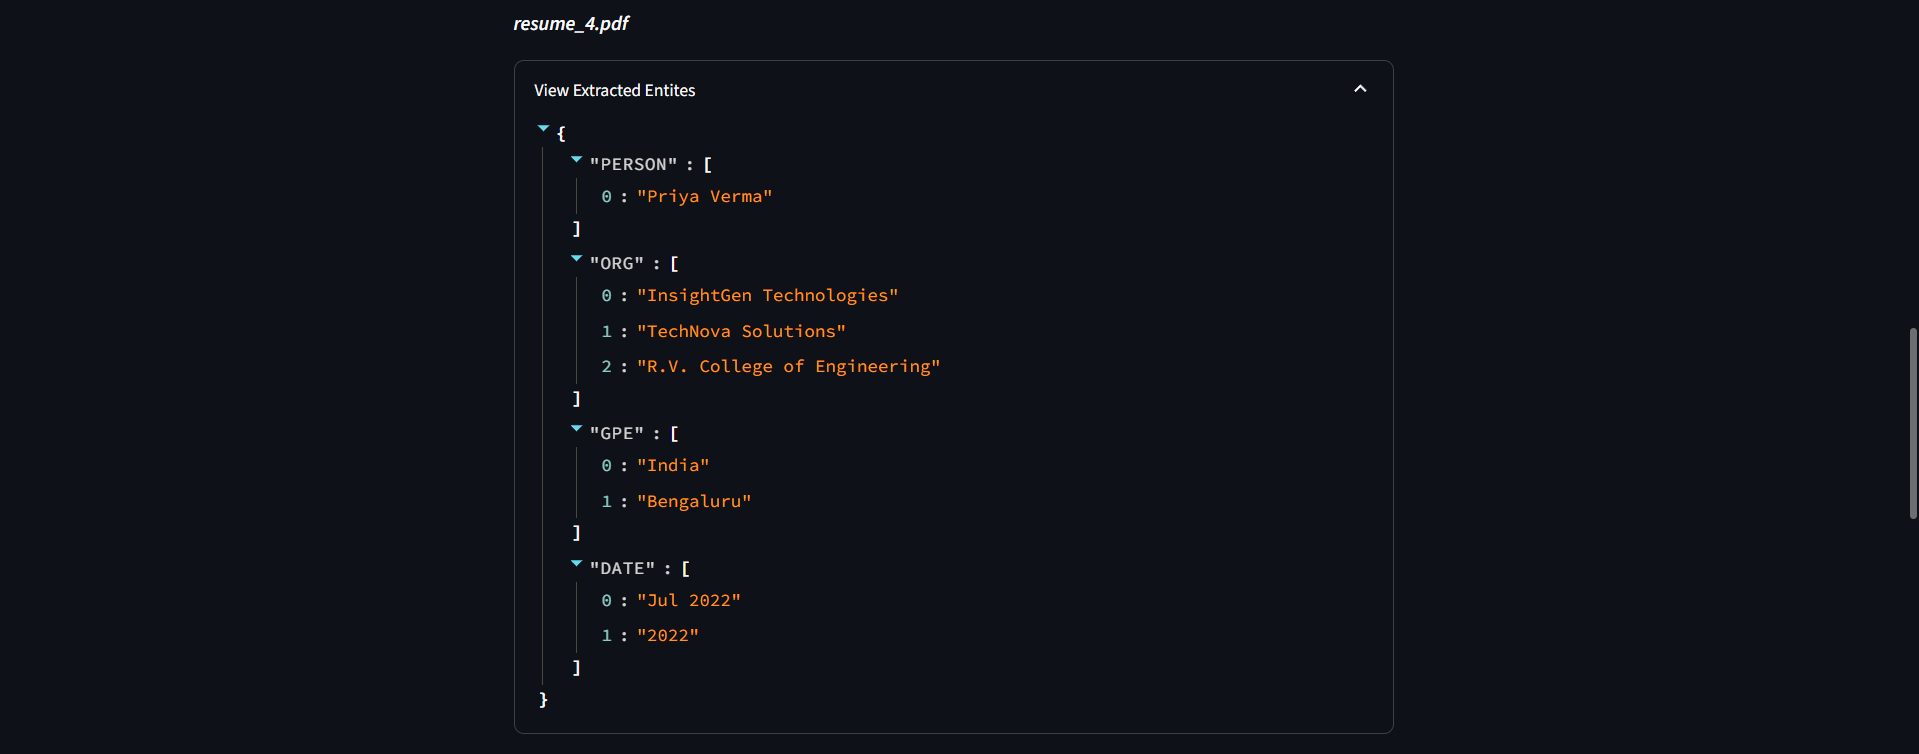 resume_4.pdf
View Extracted Entites
{
"PERSON" : [
0 : "Priya Verma"
]
"ORG" : [
0 : "InsightGen Technologies"
1 : "TechNova Solutions"
2 : "R.V. College of Engineering"
]
"GPE" : [
0 : "India"
1 : "Bengaluru"
]
"DATE" : [
0 : "Jul 2022"
1 : "2022"
]
}